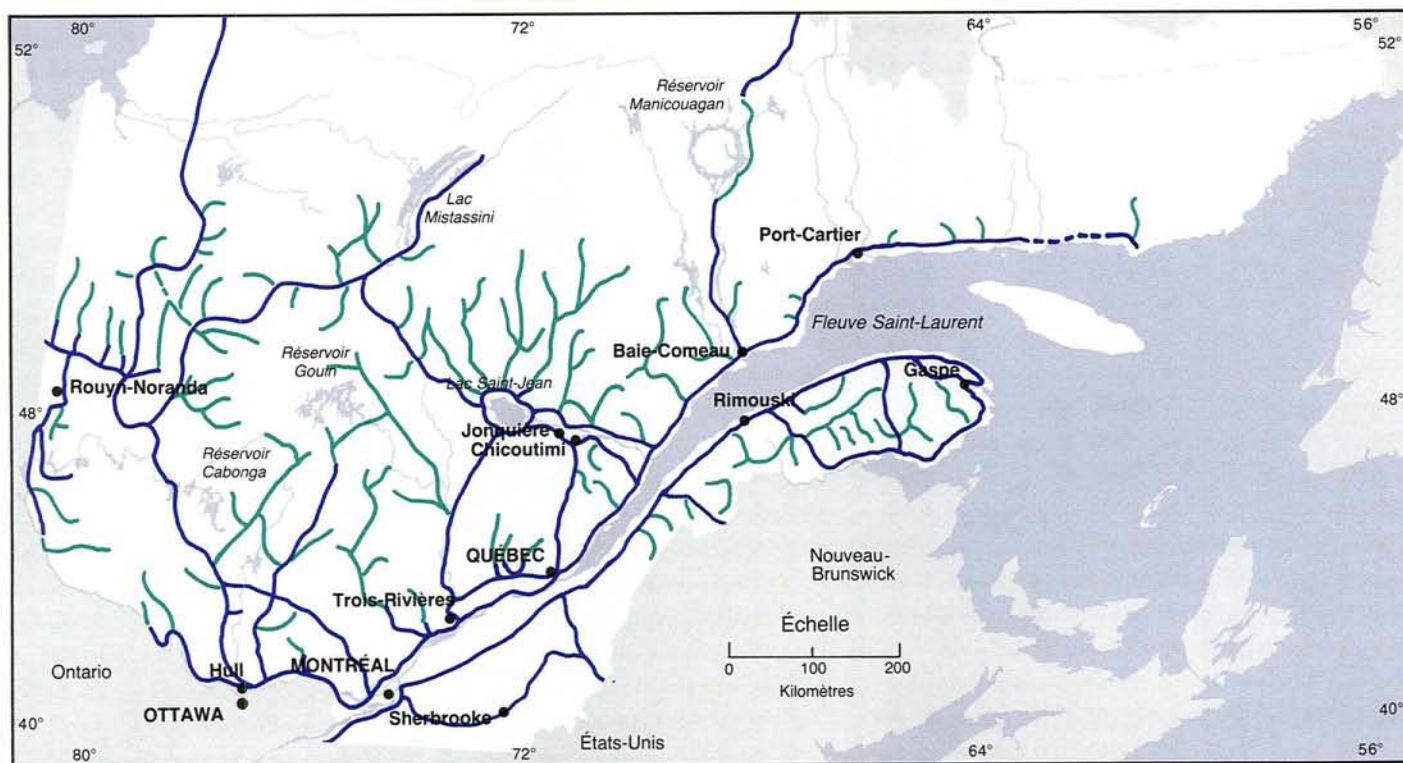 80°
72°
64°
56°
52°
52°
Réservoir
Manicouagan
Lac
Mistassini
Port-Cartier
Fleuve Saint-Laurent
Baie-Comeau
Réservoir
Gouin
Lac Saint-Jean
Gaspé
Rouyn-Noranda
Rimouski
48°
48°
Jonquière
Chicoutimi
Réservoir
Cabonga
QUÉBEC
Nouveau-
Brunswick
Trois-Rivières
Échelle
0 100 200
Kilomètres
Ontario
Hull
MONTRÉAL
OTTAWA
Sherbrooke
États-Unis
40°
40°
80°
72°
64°
56°